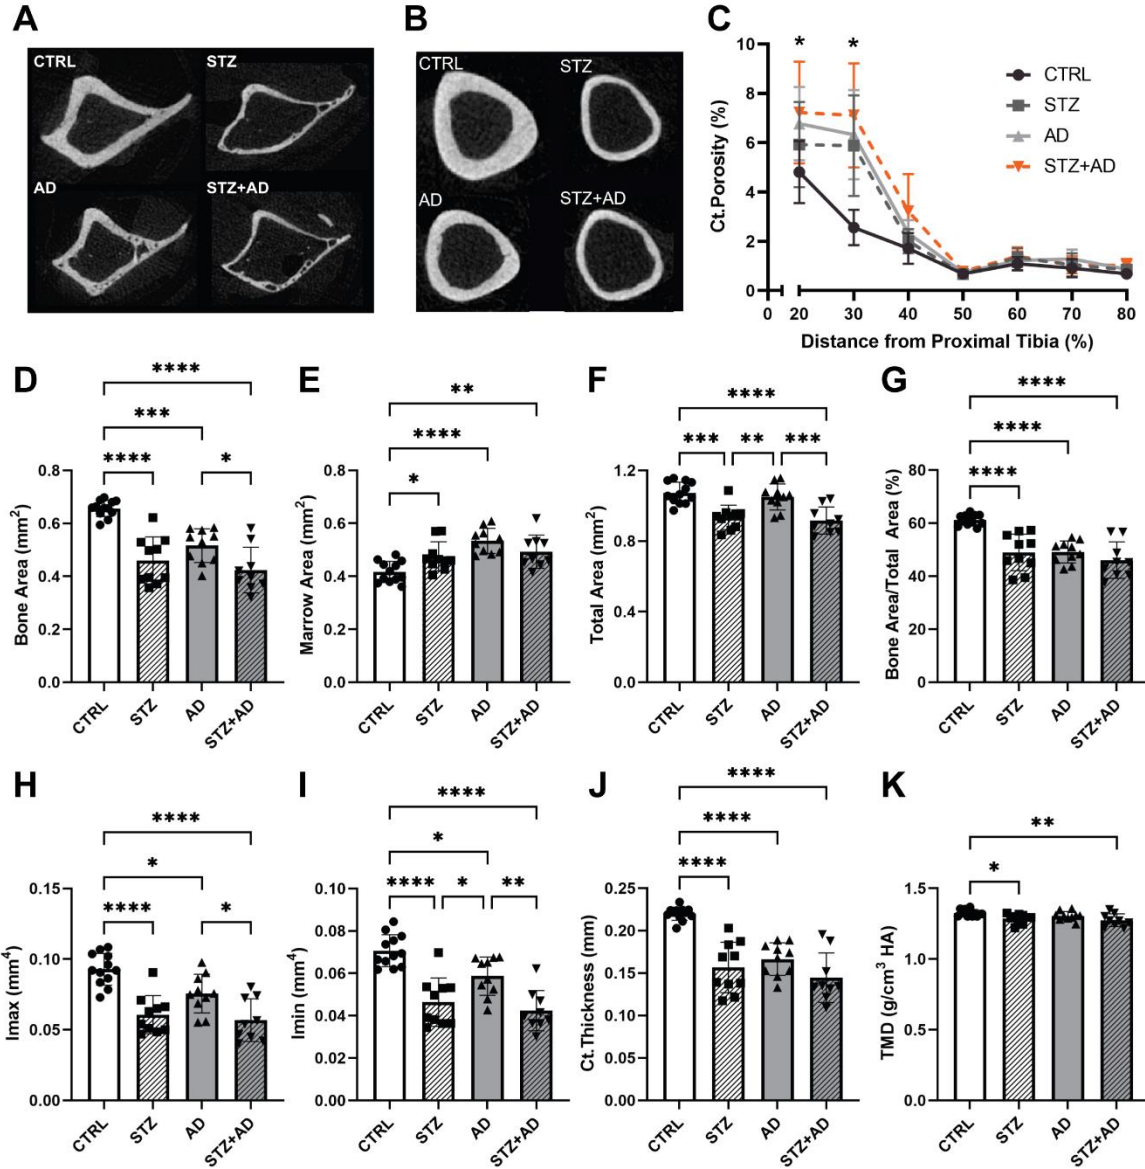 A
CTRL
STZ
AD
STZ+AD
B
CTRL
STZ
AD
STZ+AD
C
* *
10
8
6
4
2
0
Ct.Porosity (%)
CTRL
STZ
AD
STZ+AD
0 20 30 40 50 60 70 80
Distance from Proximal Tibia (%)
D
****
***
**** *
0.8
0.6
0.4
0.2
0.0
Bone Area (mm²)
CTRL STZ AD STZ+AD
E
**
****
*
0.8
0.6
0.4
0.2
0.0
Marrow Area (mm²)
CTRL STZ AD STZ+AD
F
****
*** ** ***
1.2
0.8
0.4
0.0
Total Area (mm²)
CTRL STZ AD STZ+AD
G
****
****
****
80
60
40
20
0
Bone Area/Total Area (%)
CTRL STZ AD STZ+AD
H
****
*
**** *
0.15
0.10
0.05
0.00
Imax (mm⁴)
CTRL STZ AD STZ+AD
I
****
*
**** * **
0.10
0.08
0.06
0.04
0.02
0.00
Imin (mm⁴)
CTRL STZ AD STZ+AD
J
****
****
****
0.25
0.20
0.15
0.10
0.05
0.00
Ct.Thickness (mm)
CTRL STZ AD STZ+AD
K
**
*
1.5
1.0
0.5
0.0
TMD (g/cm³ HA)
CTRL STZ AD STZ+AD